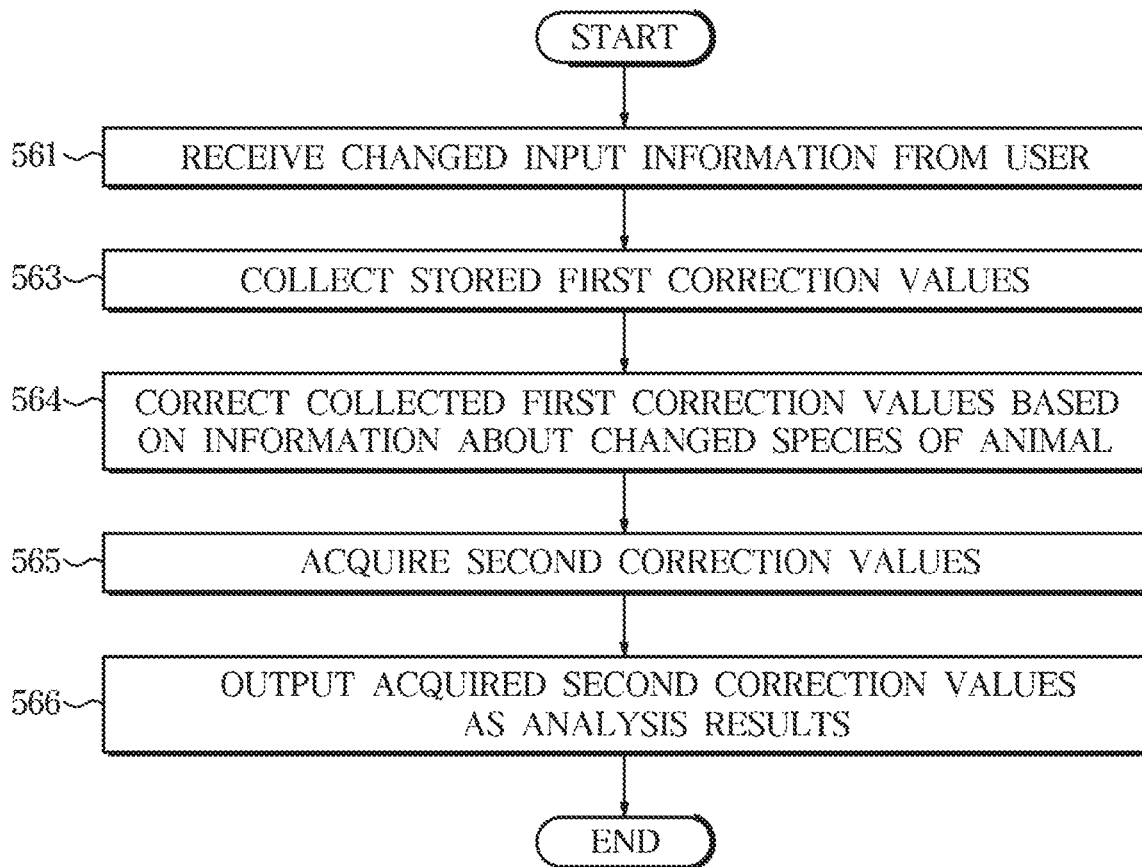 START
561 RECEIVE CHANGED INPUT INFORMATION FROM USER
563 COLLECT STORED FIRST CORRECTION VALUES
564 CORRECT COLLECTED FIRST CORRECTION VALUES BASED
ON INFORMATION ABOUT CHANGED SPECIES OF ANIMAL
565 ACQUIRE SECOND CORRECTION VALUES
566 OUTPUT ACQUIRED SECOND CORRECTION VALUES
AS ANALYSIS RESULTS
END